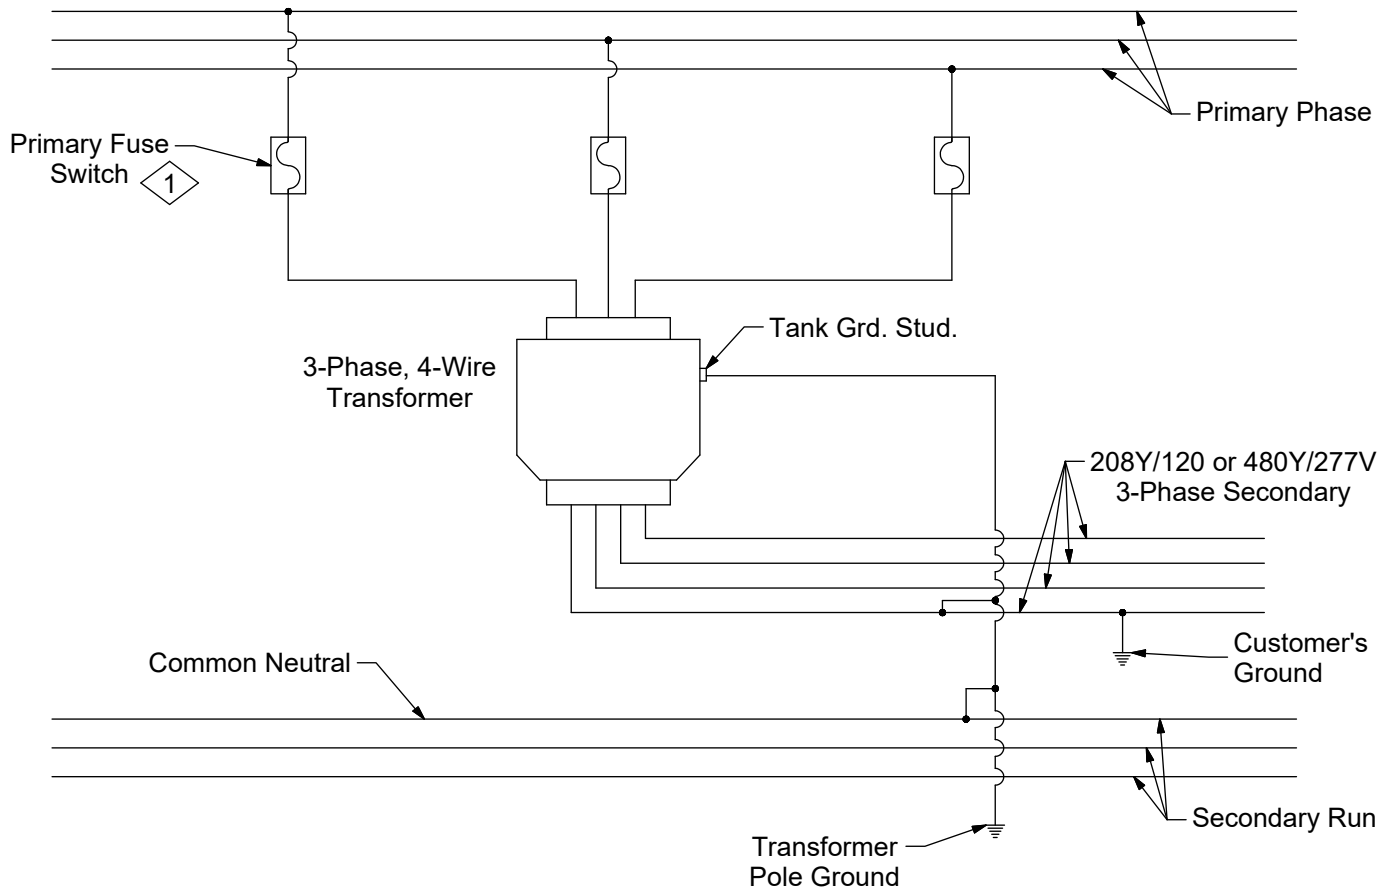 Primary Phase
Primary Fuse
Switch
1
Tank Grd. Stud.
3-Phase, 4-Wire
Transformer
208Y/120 or 480Y/277V
3-Phase Secondary
Customer's
Ground
Common Neutral
Secondary Run
Transformer
Pole Ground